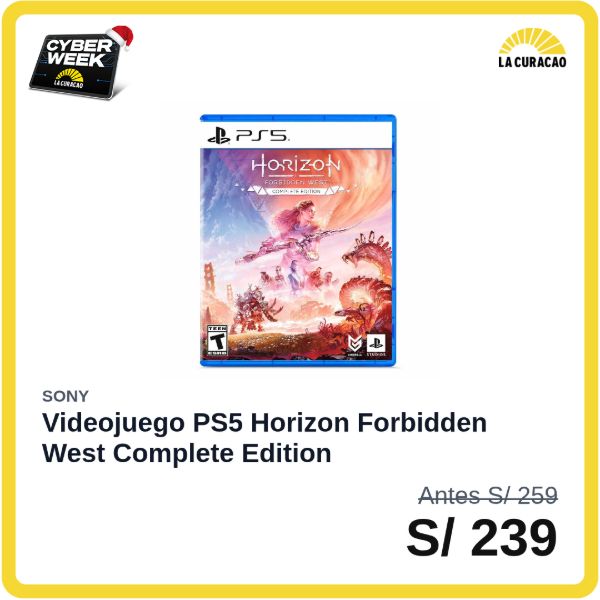 CYBER
WEEK
LA CURACAO
LA CURACAO
PS5
HORIZON
FORBIDDEN WEST
COMPLETE EDITION
TEEN
T
ESRB
SONY
Videojuego PS5 Horizon Forbidden
West Complete Edition
Antes S/ 259
S/ 239